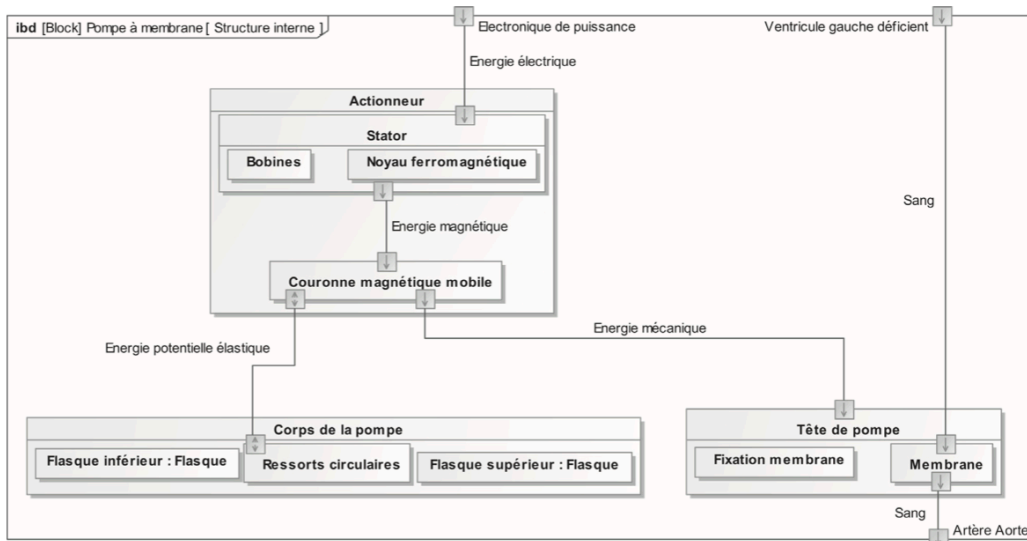 ibd [Block] Pompe à membrane [ Structure interne ]
Electronique de puissance
Ventricule gauche déficient
Energie électrique
Actionneur
Stator
Bobines
Noyau ferromagnétique
Sang
Energie magnétique
Couronne magnétique mobile
Energie mécanique
Energie potentielle élastique
Corps de la pompe
Tête de pompe
Flasque inférieur : Flasque
Ressorts circulaires
Flasque supérieur : Flasque
Fixation membrane
Membrane
Sang
Artère Aorte